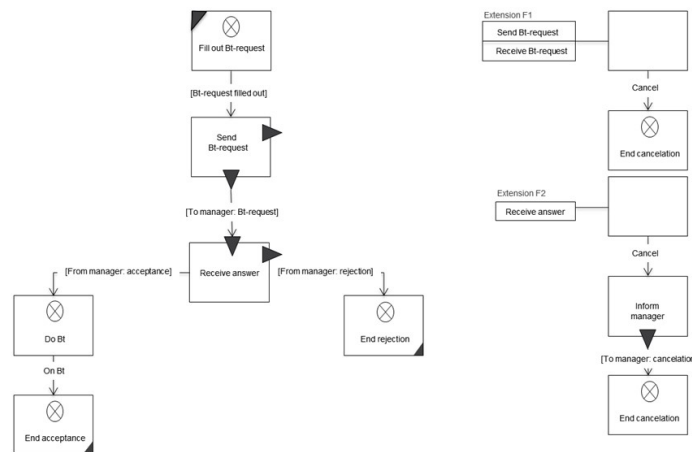 Fill out Bt-request
[Bt-request filled out]
Send
Bt-request
[To manager: Bt-request]
Receive answer
[From manager: acceptance]
[From manager: rejection]
Do Bt
On Bt
End acceptance
End rejection
Extension F1
Send Bt-request
Receive Bt-request
Cancel
End cancelation
Extension F2
Receive answer
Cancel
Inform
manager
[To manager: cancelation
End cancelation